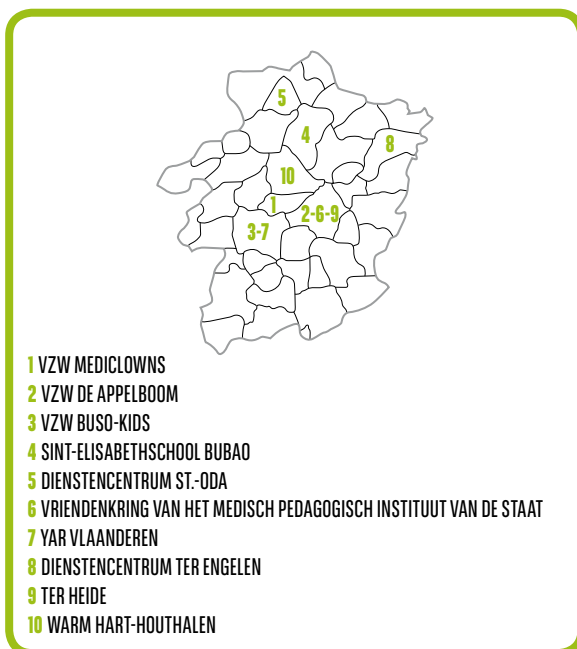 5
4
8
10
1
2-6-9
3-7
1 VZW MEDICLOWNS
2 VZW DE APPELBOOM
3 VZW BUSO-KIDS
4 SINT-ELISABETHSCHOOL BUBAO
5 DIENSTENCENTRUM ST.-ODA
6 VRIENDENKRING VAN HET MEDISCH PEDAGOGISCH INSTITUUT VAN DE STAAT
7 YAR VLAANDEREN
8 DIENSTENCENTRUM TER ENGELEN
9 TER HEIDE
10 WARM HART-HOUTHALEN